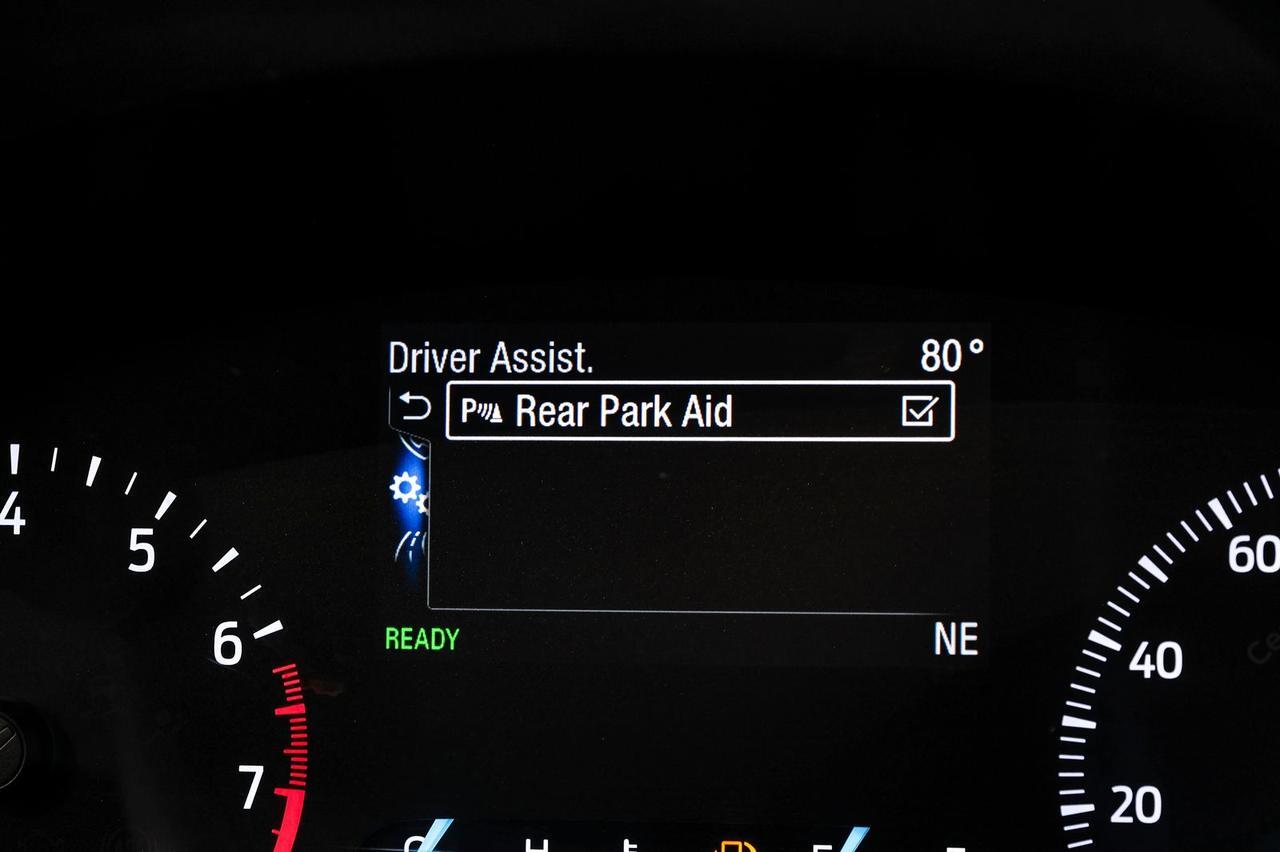 Driver Assist. 80°
P Rear Park Aid
4
5
60
6
READY NE
40
7
20
H